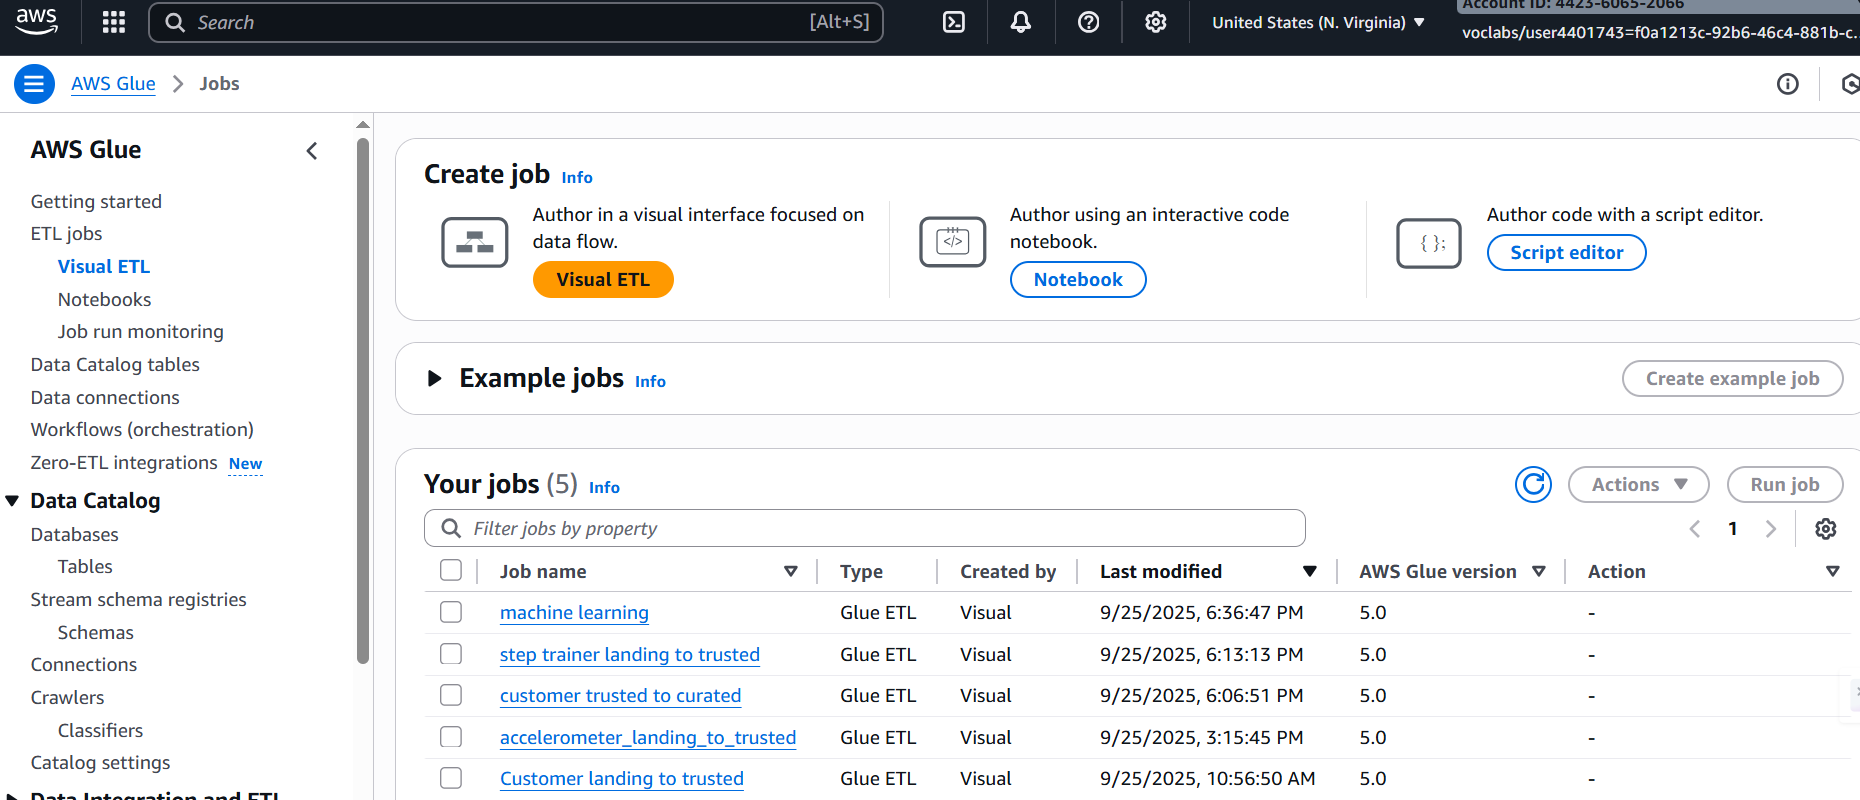 aws
Search [Alt+S]
United States (N. Virginia)
Account ID: 4423-6065-2066
voclabs/user4401743=f0a1213c-92b6-46c4-881b-c...
AWS Glue Jobs
AWS Glue
Getting started
ETL jobs
Visual ETL
Notebooks
Job run monitoring
Data Catalog tables
Data connections
Workflows (orchestration)
Zero-ETL integrations New
Data Catalog
Databases
Tables
Stream schema registries
Schemas
Connections
Crawlers
Classifiers
Catalog settings
Data Integration and ETL
Create job Info
Author in a visual interface focused on
data flow.
Visual ETL
Author using an interactive code
notebook.
Notebook
Author code with a script editor.
Script editor
Example jobs Info
Create example job
Your jobs (5) Info
Actions
Run job
Filter jobs by property
1
Job name Type Created by Last modified AWS Glue version Action
machine learning Glue ETL Visual 9/25/2025, 6:36:47 PM 5.0 -
step trainer landing to trusted Glue ETL Visual 9/25/2025, 6:13:13 PM 5.0 -
customer trusted to curated Glue ETL Visual 9/25/2025, 6:06:51 PM 5.0 -
accelerometer_landing_to_trusted Glue ETL Visual 9/25/2025, 3:15:45 PM 5.0 -
Customer landing to trusted Glue ETL Visual 9/25/2025, 10:56:50 AM 5.0 -